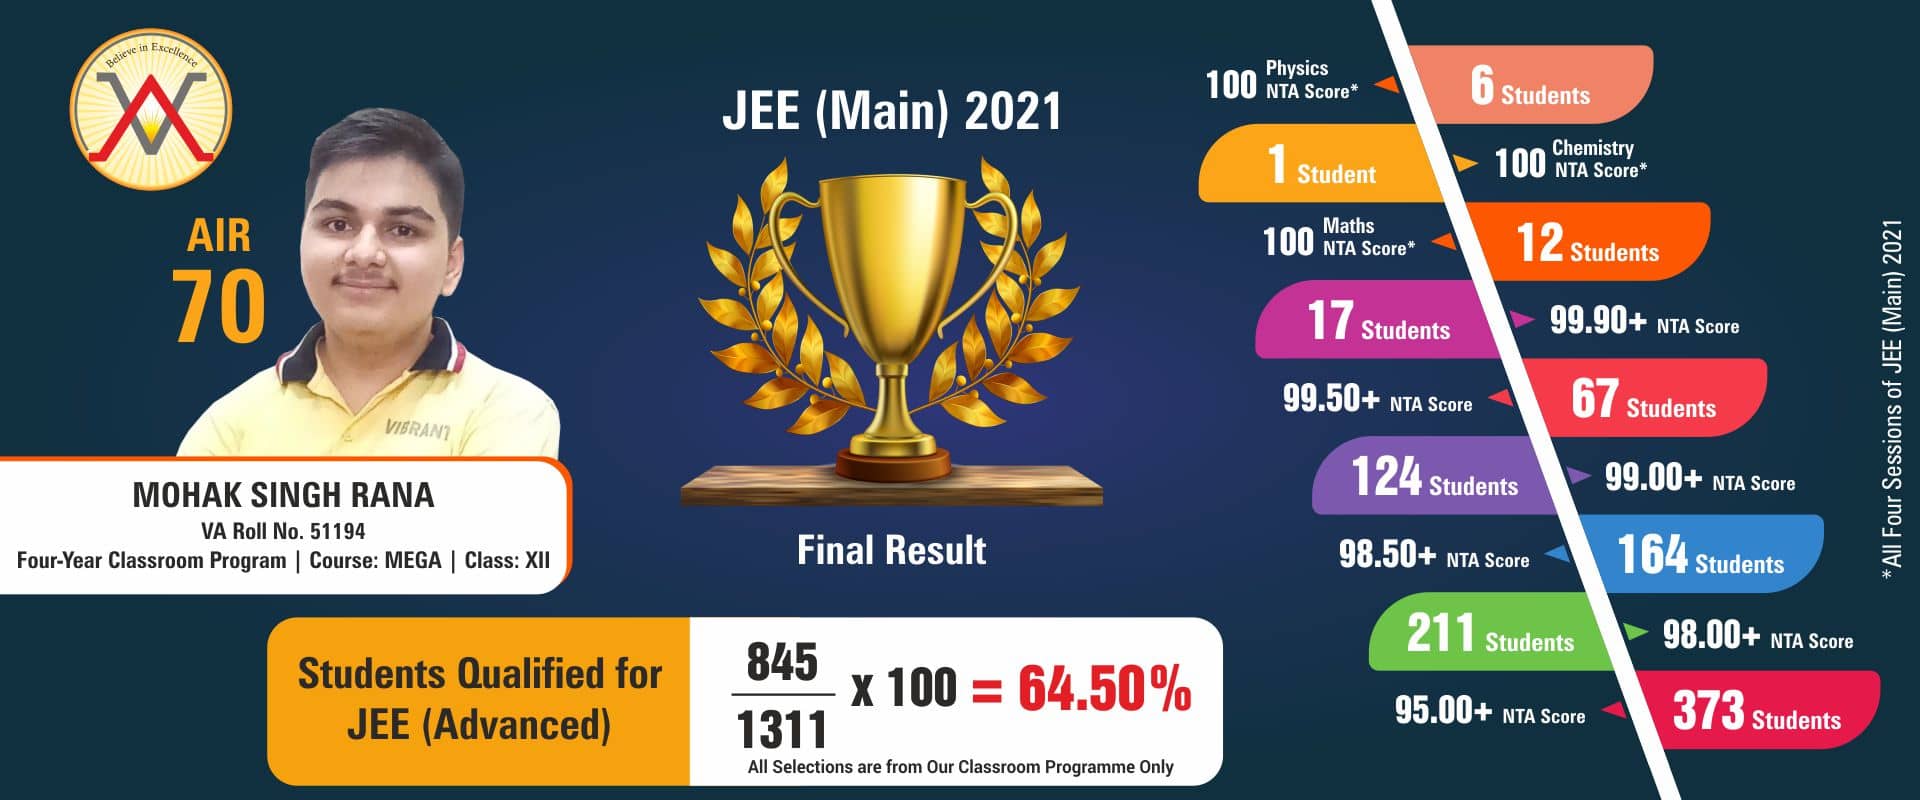 Believe in Excellence
AIR
70
VIBRANT
MOHAK SINGH RANA
VA Roll No. 51194
Four-Year Classroom Program | Course: MEGA | Class: XII
JEE (Main) 2021
Final Result
Students Qualified for
JEE (Advanced)
845
1311
x 100 = 64.50%
All Selections are from Our Classroom Programme Only
100 Physics NTA Score*
6 Students
1 Student
100 Chemistry NTA Score*
100 Maths NTA Score*
12 Students
17 Students
99.90+ NTA Score
99.50+ NTA Score
67 Students
124 Students
99.00+ NTA Score
98.50+ NTA Score
164 Students
211 Students
98.00+ NTA Score
95.00+ NTA Score
373 Students
*All Four Sessions of JEE (Main) 2021